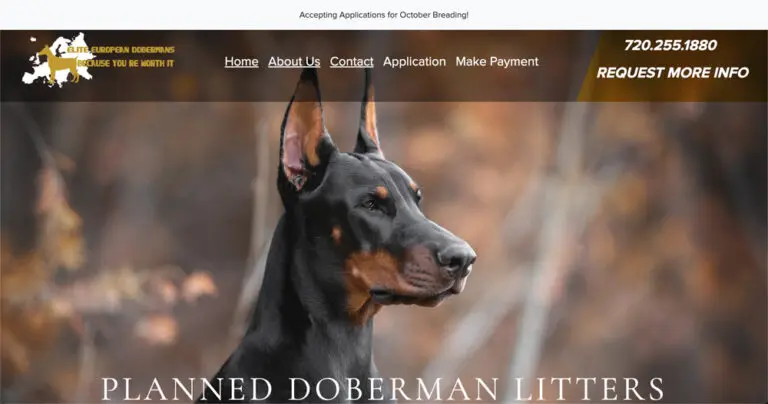 Accepting Applications for October Breading!
ELITE EUROPEAN DOBERMANS
BECAUSE YOU'RE WORTH IT
Home About Us Contact Application Make Payment
720.255.1880
REQUEST MORE INFO
PLANNED DOBERMAN LITTERS